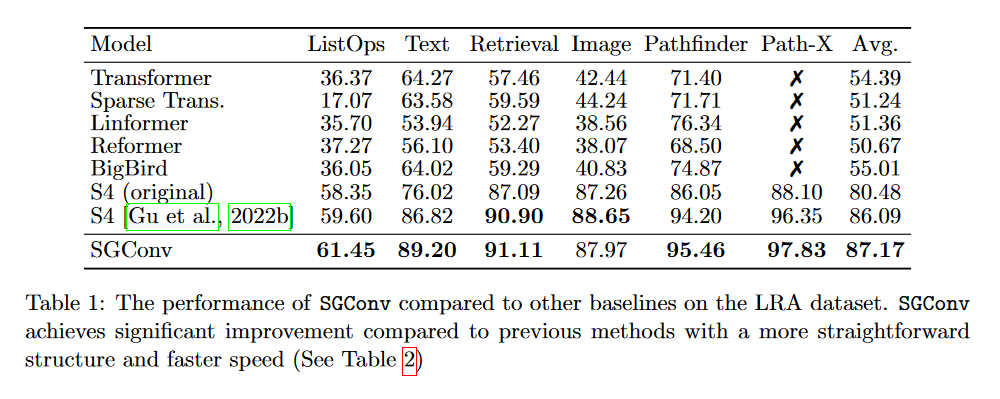 Model ListOps Text Retrieval Image Pathfinder Path-X Avg.
Transformer 36.37 64.27 57.46 42.44 71.40 ✗ 54.39
Sparse Trans. 17.07 63.58 59.59 44.24 71.71 ✗ 51.24
Linformer 35.70 53.94 52.27 38.56 76.34 ✗ 51.36
Reformer 37.27 56.10 53.40 38.07 68.50 ✗ 50.67
BigBird 36.05 64.02 59.29 40.83 74.87 ✗ 55.01
S4 (original) 58.35 76.02 87.09 87.26 86.05 88.10 80.48
S4 [Gu et al., 2022b] 59.60 86.82 90.90 88.65 94.20 96.35 86.09
SGConv 61.45 89.20 91.11 87.97 95.46 97.83 87.17
Table 1: The performance of SGConv compared to other baselines on the LRA dataset. SGConv
achieves significant improvement compared to previous methods with a more straightforward
structure and faster speed (See Table 2)